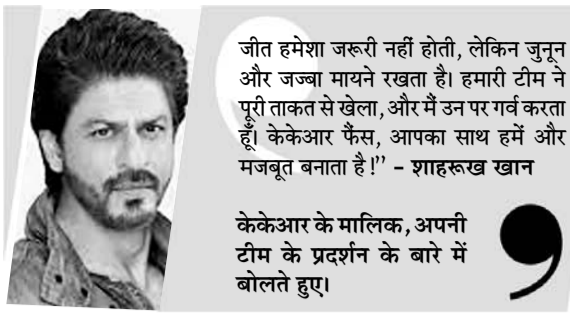 जीत हमेशा जरूरी नहीं होती, लेकिन जुनून
और जज्बा मायने रखता है। हमारी टीम ने
पूरी ताकत से खेला, और मैं उन पर गर्व करता
हूँ। केकेआर फैंस, आपका साथ हमें और
मजबूत बनाता है !” – शाहरूख खान
केकेआर के मालिक, अपनी
टीम के प्रदर्शन के बारे में
बोलते हुए।